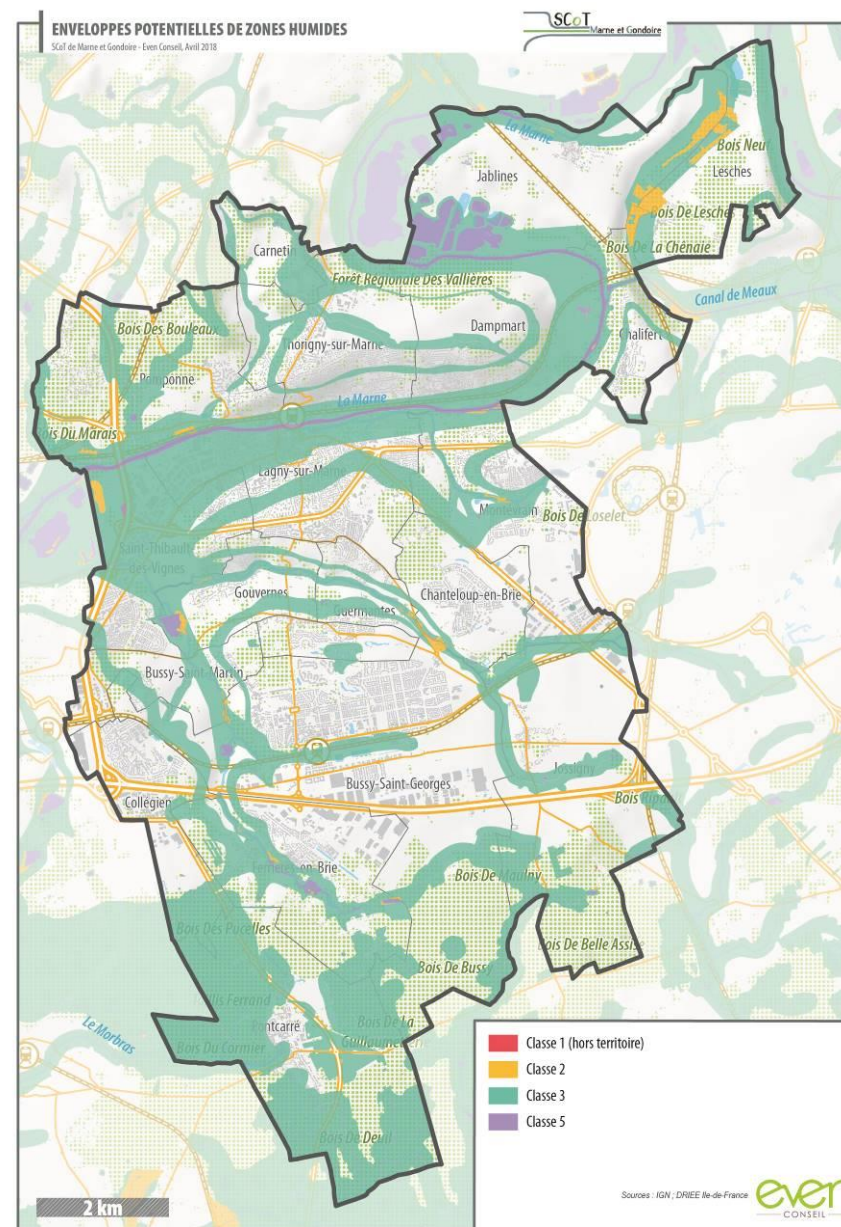 ENVELOPPES POTENTIELLES DE ZONES HUMIDES
SCoT de Marne et Gondoire - Even Conseil, Avril 2018
SCoT
Marne et Gondoire
La Marne
Bois Neu
Jablines
Lesches
Bois De Lesches
Bois De La Chênaie
Carnetin
Forêt Régionale Des Vallières
Canal de Meaux
Bois Des Bouleaux
Dampmart
Thorigny-sur-Marne
Chalifert
Pomponne
La Marne
Bois Du Marais
Lagny-sur-Marne
Montévrain
Bois De Loselet
Saint-Thibault
-des-Vignes
Gouvernes
Chanteloup-en-Brie
Guermantes
Bussy-Saint-Martin
Jossigny
Bussy-Saint-Georges
Collégien
Ferrières-en-Brie
Bois De Maulny
Bois Des Pucelles
Bois De Belle Assise
Bois De Bussy
Ferrand
Pontcarré
Bois De La
Le Morbras
Bois Du Cormier
Bois De Deuil
Classe 1 (hors territoire)
Classe 2
Classe 3
Classe 5
2 km
Sources : IGN ; DRIEE Ile-de-France
even
CONSEIL